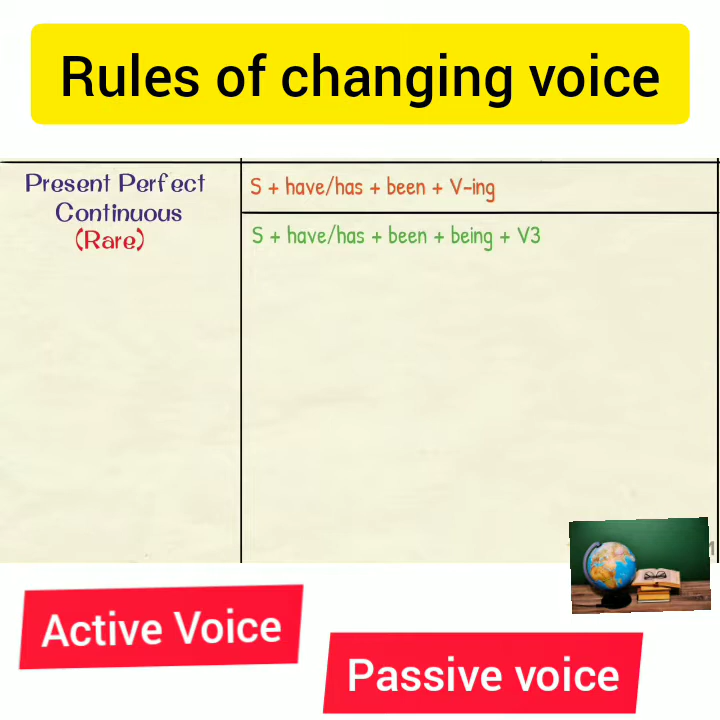 Rules of changing voice
Present Perfect
Continuous
(Rare)
S + have/has + been + V-ing
S + have/has + been + being + V3
Active Voice
Passive voice